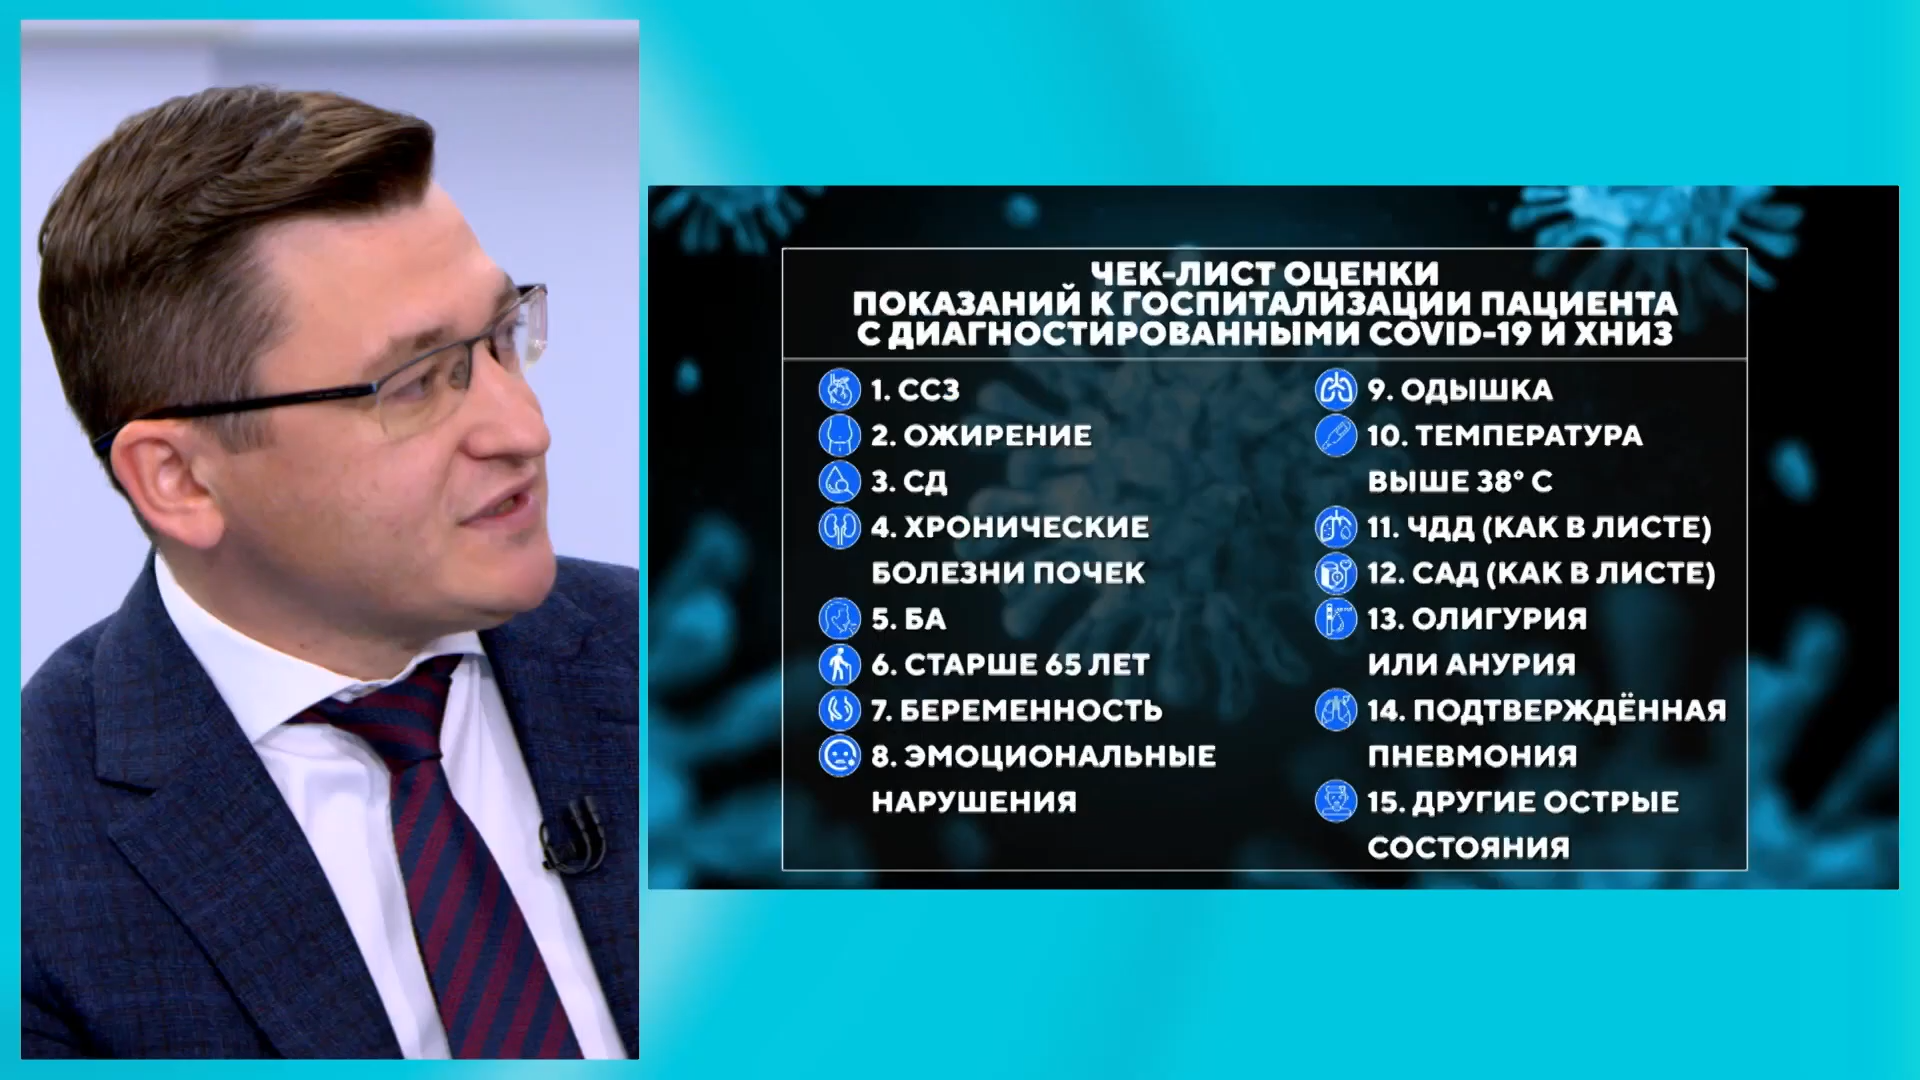 ЧЕК-ЛИСТ ОЦЕНКИ
ПОКАЗАНИЙ К ГОСПИТАЛИЗАЦИИ ПАЦИЕНТА
С ДИАГНОСТИРОВАННЫМИ COVID-19 И ХНИЗ
1. ССЗ
2. ОЖИРЕНИЕ
3. СД
4. ХРОНИЧЕСКИЕ
БОЛЕЗНИ ПОЧЕК
5. БА
6. СТАРШЕ 65 ЛЕТ
7. БЕРЕМЕННОСТЬ
8. ЭМОЦИОНАЛЬНЫЕ
НАРУШЕНИЯ
9. ОДЫШКА
10. ТЕМПЕРАТУРА
ВЫШЕ 38° С
11. ЧДД (КАК В ЛИСТЕ)
12. САД (КАК В ЛИСТЕ)
13. ОЛИГУРИЯ
ИЛИ АНУРИЯ
14. ПОДТВЕРЖДЁННАЯ
ПНЕВМОНИЯ
15. ДРУГИЕ ОСТРЫЕ
СОСТОЯНИЯ